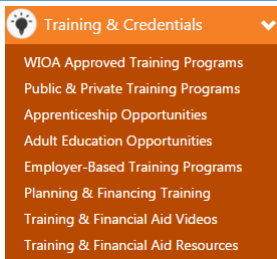 Training & Credentials
WIOA Approved Training Programs
Public & Private Training Programs
Apprenticeship Opportunities
Adult Education Opportunities
Employer-Based Training Programs
Planning & Financing Training
Training & Financial Aid Videos
Training & Financial Aid Resources